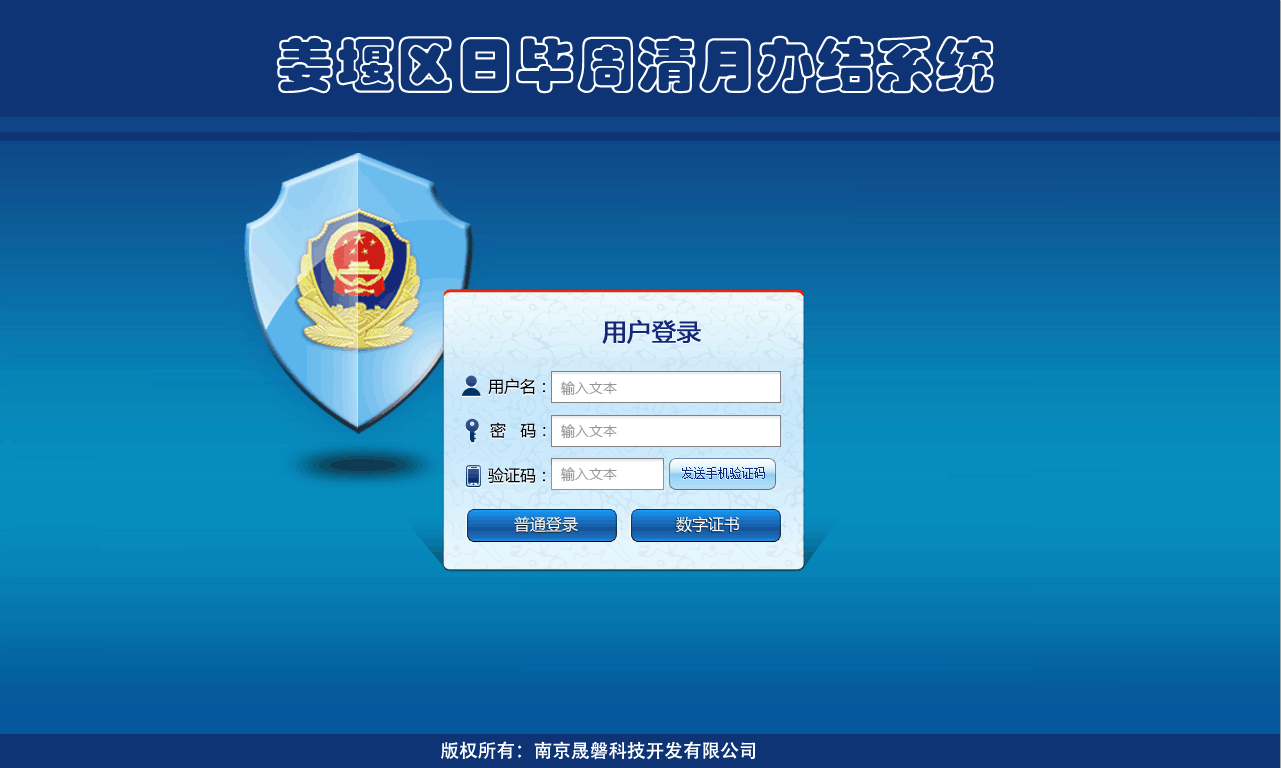 姜堰区日毕周清月办结系统
用户登录
用户名：输入文本
密 码：输入文本
验证码：输入文本 发送手机验证码
普通登录 数字证书
版权所有：南京晟磐科技开发有限公司